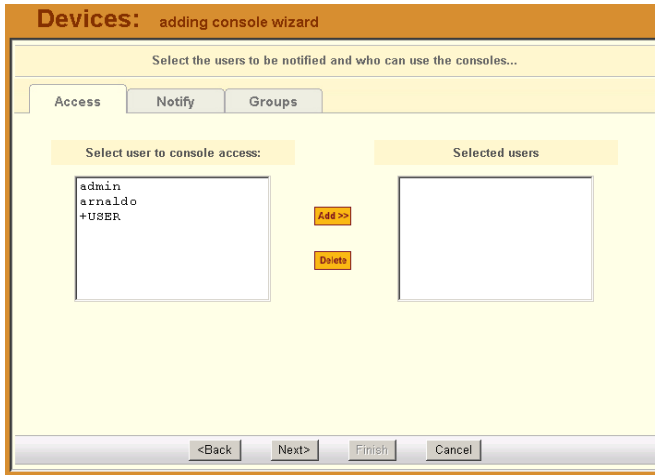 Devices: adding console wizard
Select the users to be notified and who can use the consoles...
Access Notify Groups
Select user to console access: Selected users
admin
arnaldo
+USER
Add >>
Delete
<Back Next> Finish Cancel